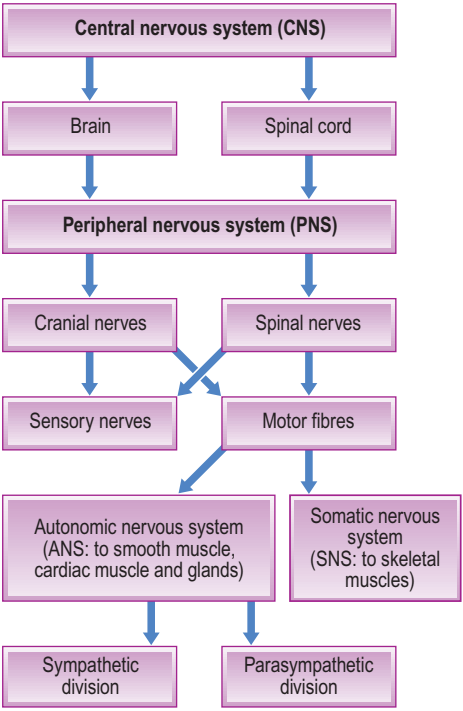 Central nervous system (CNS)
Brain
Spinal cord
Peripheral nervous system (PNS)
Cranial nerves
Spinal nerves
Sensory nerves
Motor fibres
Autonomic nervous system
(ANS: to smooth muscle,
cardiac muscle and glands)
Somatic nervous
system
(SNS: to skeletal
muscles)
Sympathetic
division
Parasympathetic
division